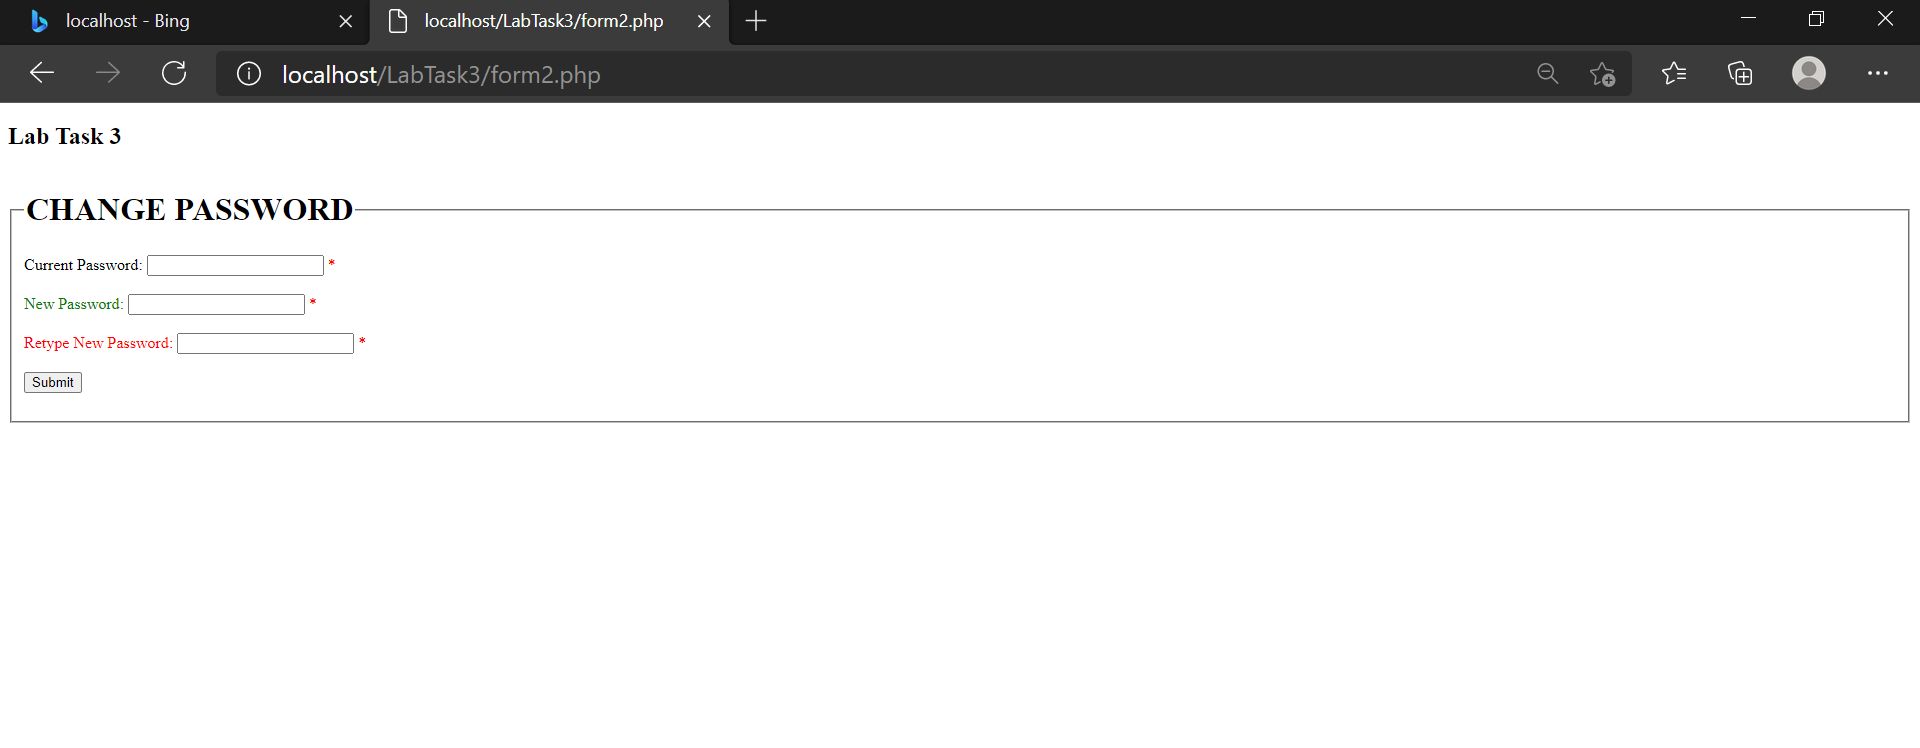 localhost - Bing
localhost/LabTask3/form2.php
localhost/LabTask3/form2.php
Lab Task 3
CHANGE PASSWORD
Current Password: *
New Password: *
Retype New Password: *
Submit